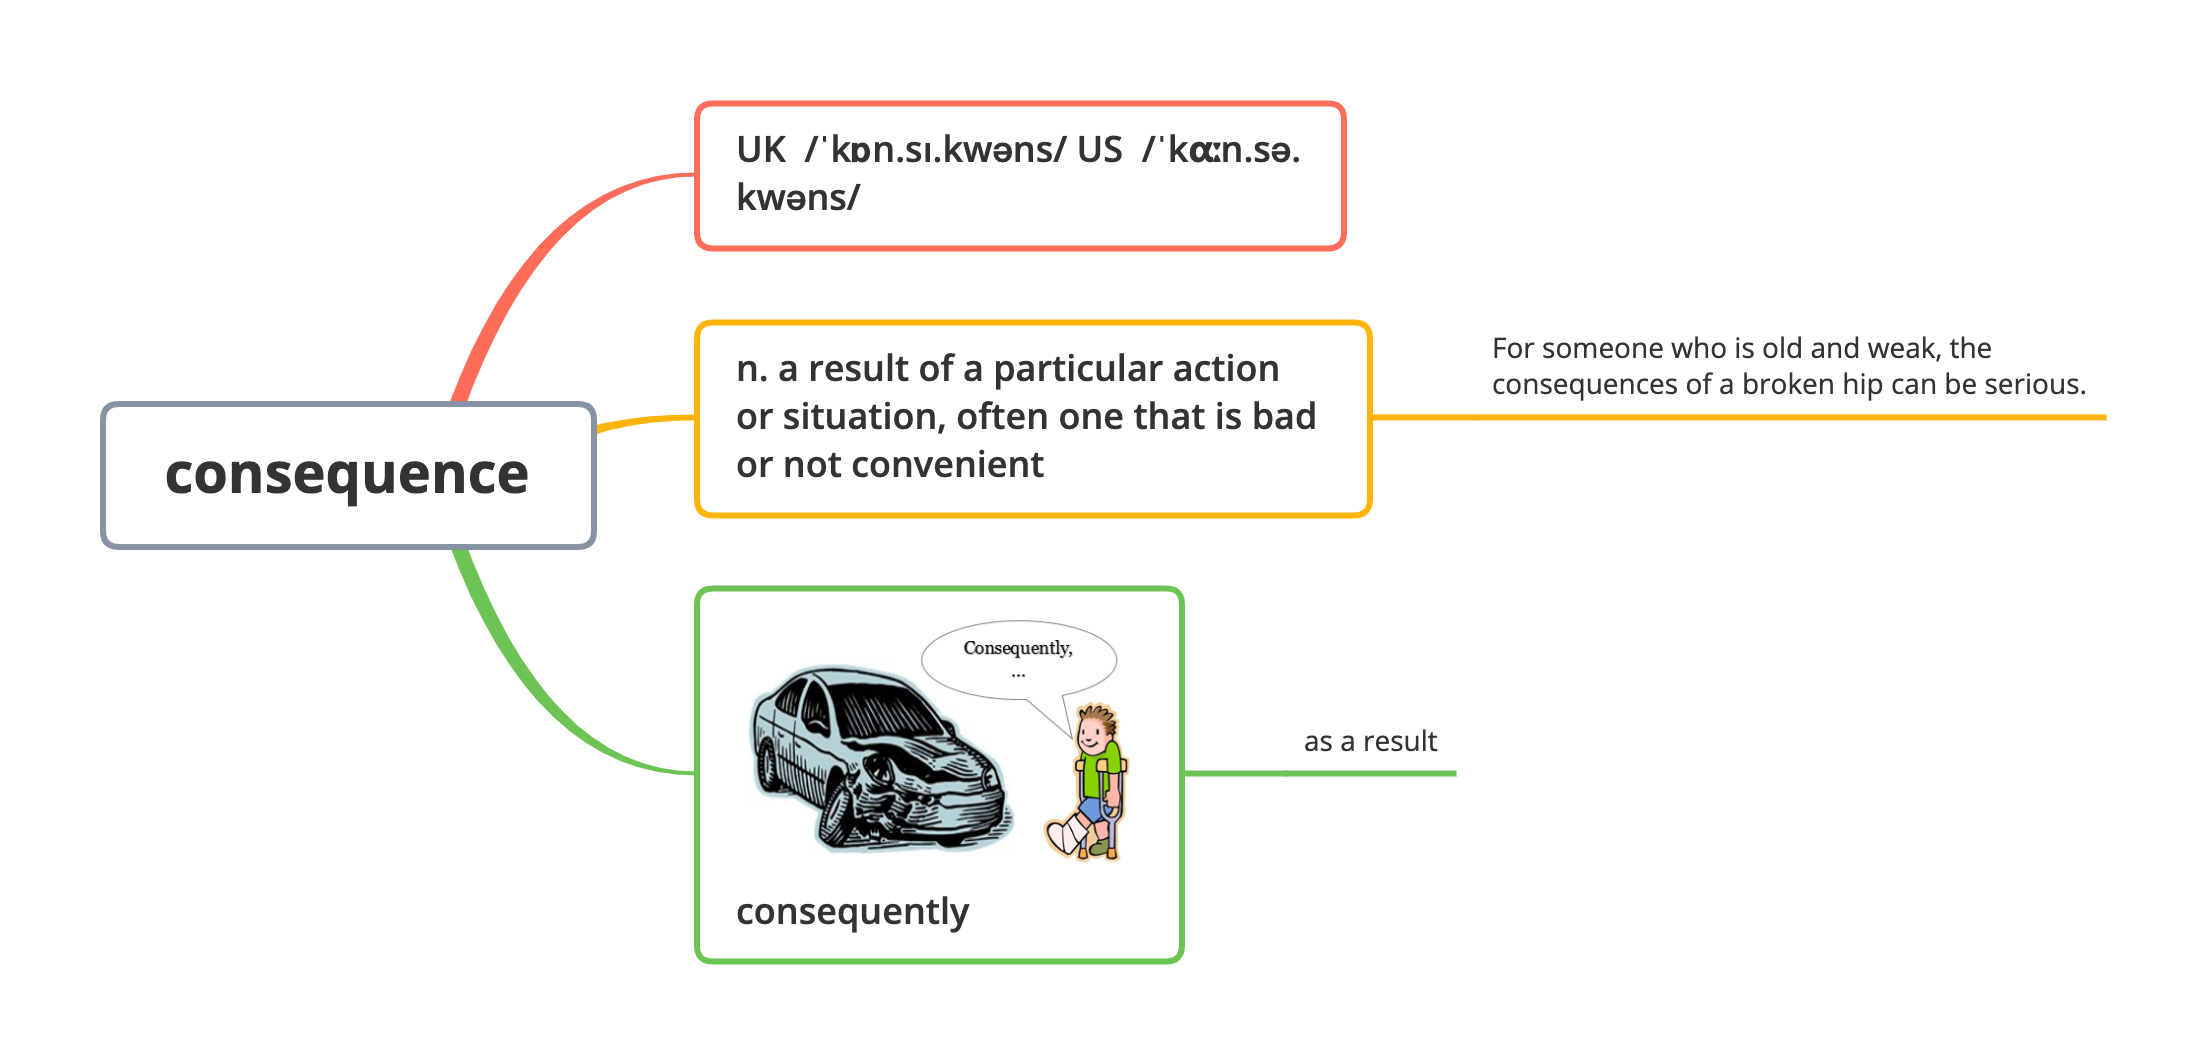 consequence
UK  /ˈkɒn.sɪ.kwəns/ US  /ˈkɑːn.sə.
kwəns/
n. a result of a particular action
or situation, often one that is bad
or not convenient
For someone who is old and weak, the
consequences of a broken hip can be serious.
Consequently,
...
consequently
as a result